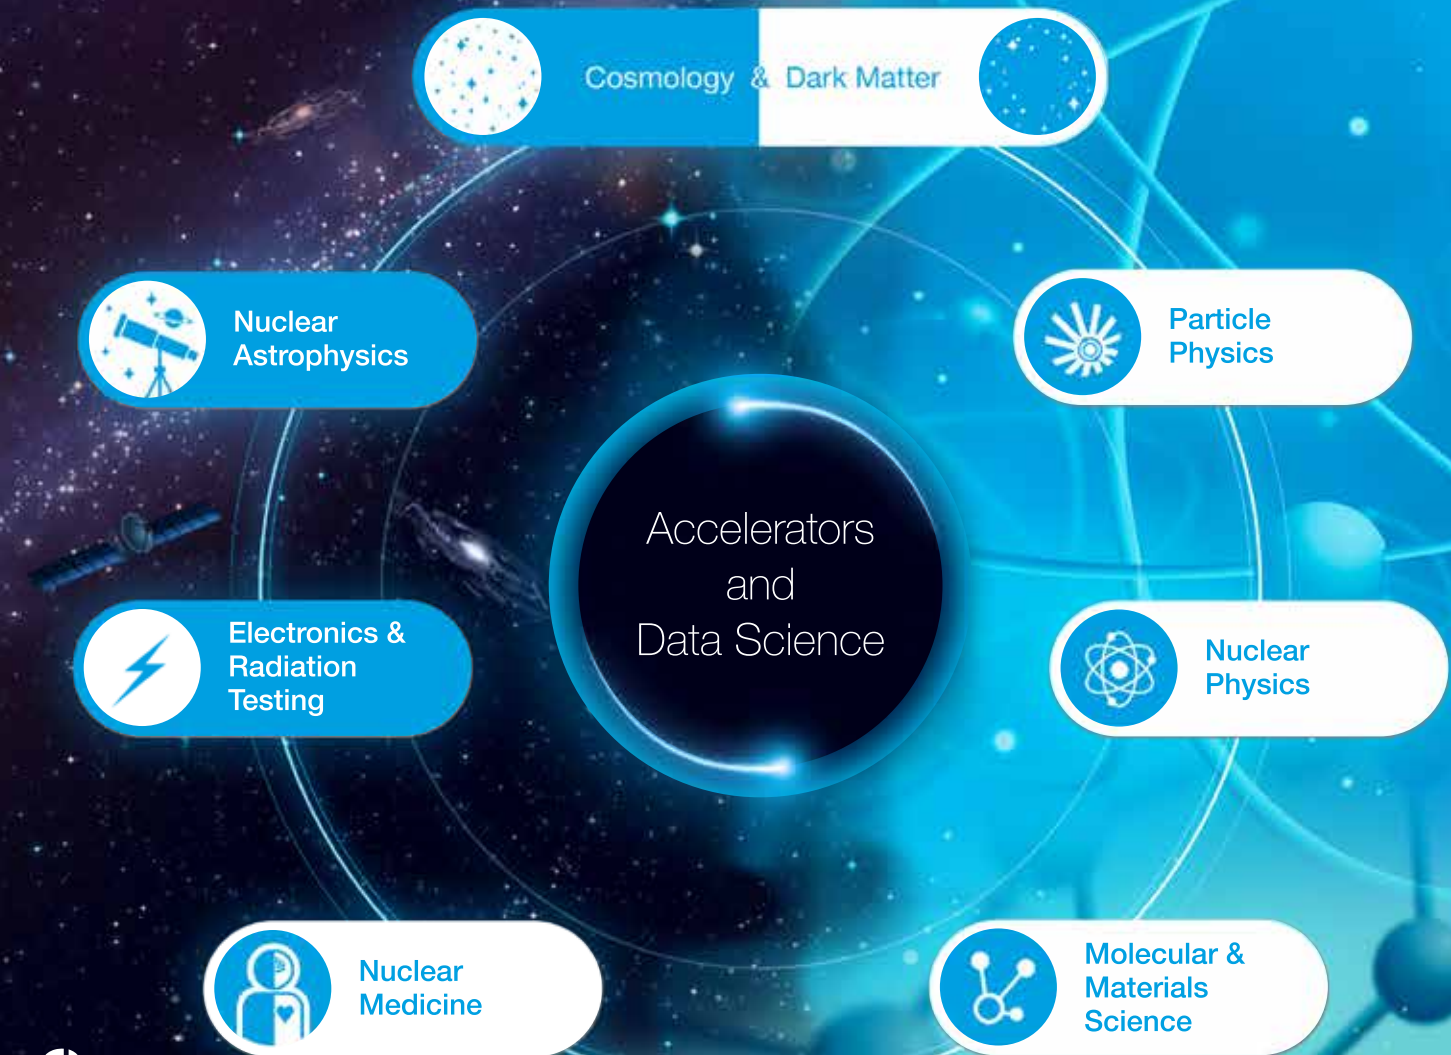 Cosmology & Dark Matter
Nuclear
Astrophysics
Particle
Physics
Accelerators
and
Data Science
Electronics &
Radiation
Testing
Nuclear
Physics
Nuclear
Medicine
Molecular &
Materials
Science